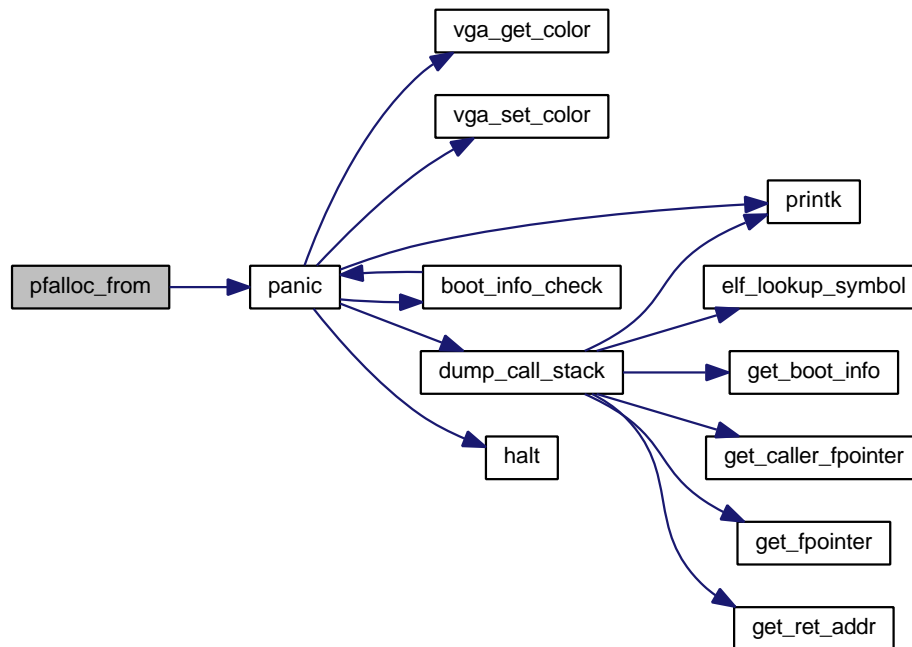 vga_get_color
vga_set_color
printk
pfalloc_from
panic
boot_info_check
elf_lookup_symbol
dump_call_stack
get_boot_info
halt
get_caller_fpointer
get_fpointer
get_ret_addr